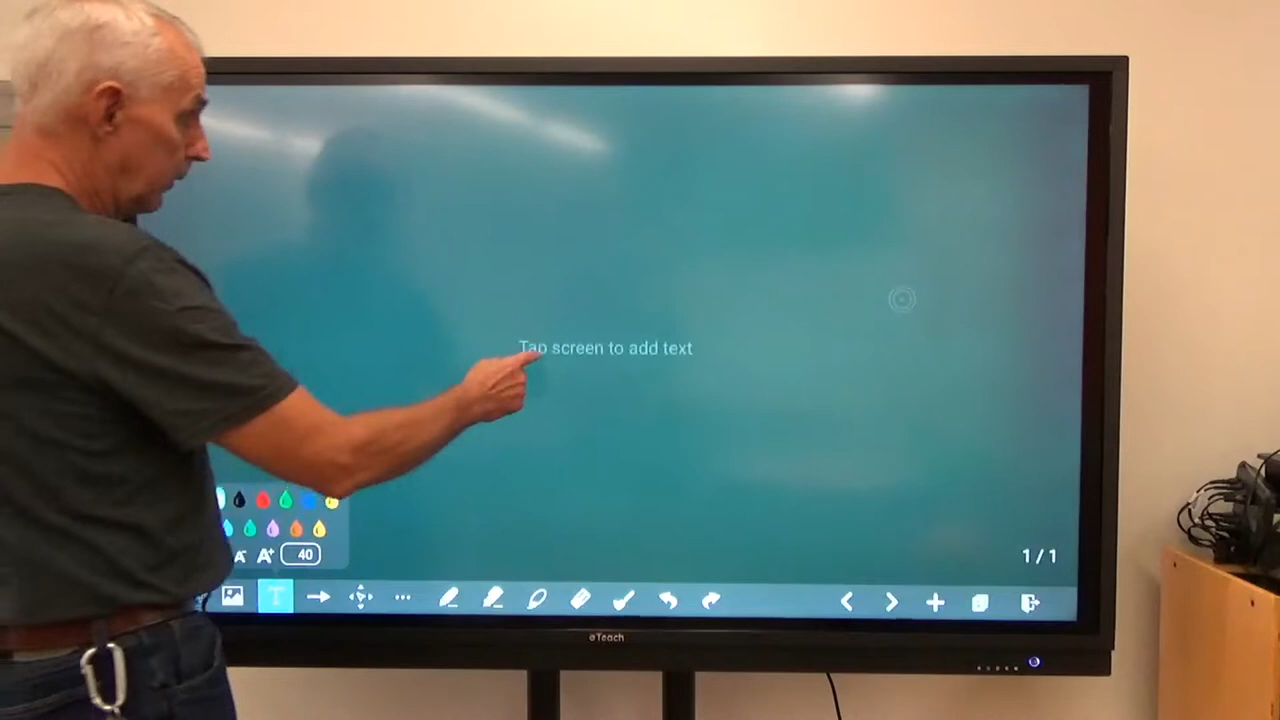 Tap screen to add text
A- A+ 40
1 / 1
T
eTeach